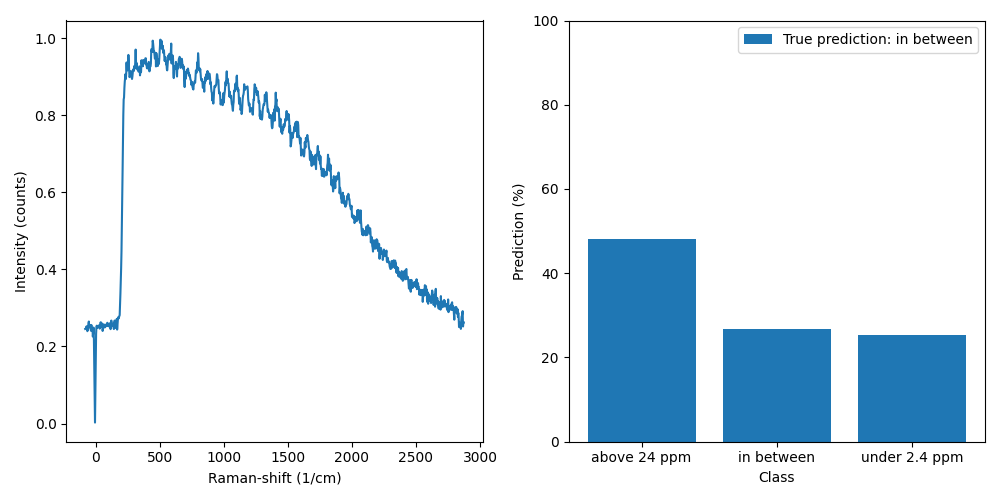 Intensity (counts)
1.0
0.8
0.6
0.4
0.2
0.0
0 500 1000 1500 2000 2500 3000
Raman-shift (1/cm)
Prediction (%)
100
80
60
40
20
0
True prediction: in between
above 24 ppm in between under 2.4 ppm
Class